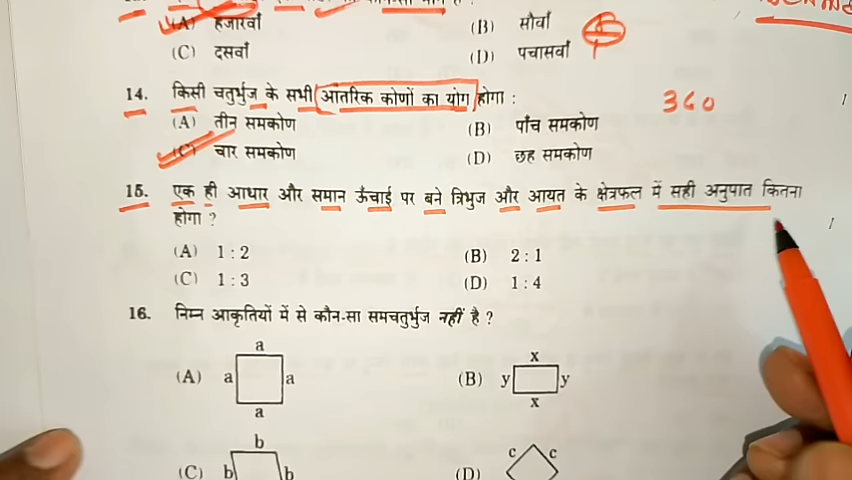 (A) हजारवाँ (B) सौवाँ
(C) दसवाँ (D) पचासवाँ
14. किसी चतुर्भुज के सभी आंतरिक कोणों का योग होगा : 360 1
(A) तीन समकोण (B) पाँच समकोण
(C) चार समकोण (D) छह समकोण
15. एक ही आधार और समान ऊँचाई पर बने त्रिभुज और आयत के क्षेत्रफल में सही अनुपात कितना
होगा ? 1
(A) 1 : 2 (B) 2 : 1
(C) 1 : 3 (D) 1 : 4
16. निम्न आकृतियों में से कौन-सा समचतुर्भुज नहीं है ?
a x
(A) a a (B) y y
a x
b c c
(C) b b (D)